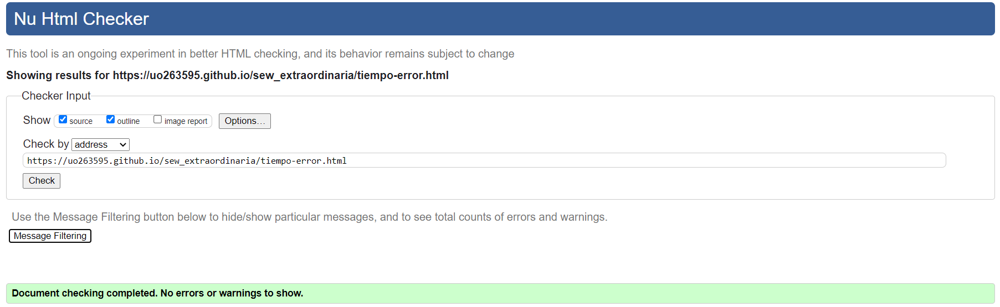 Nu Html Checker
This tool is an ongoing experiment in better HTML checking, and its behavior remains subject to change
Showing results for https://uo263595.github.io/sew_extraordinaria/tiempo-error.html
Checker Input
Show source outline image report Options…
Check by address
https://uo263595.github.io/sew_extraordinaria/tiempo-error.html
Check
Use the Message Filtering button below to hide/show particular messages, and to see total counts of errors and warnings.
Message Filtering
Document checking completed. No errors or warnings to show.